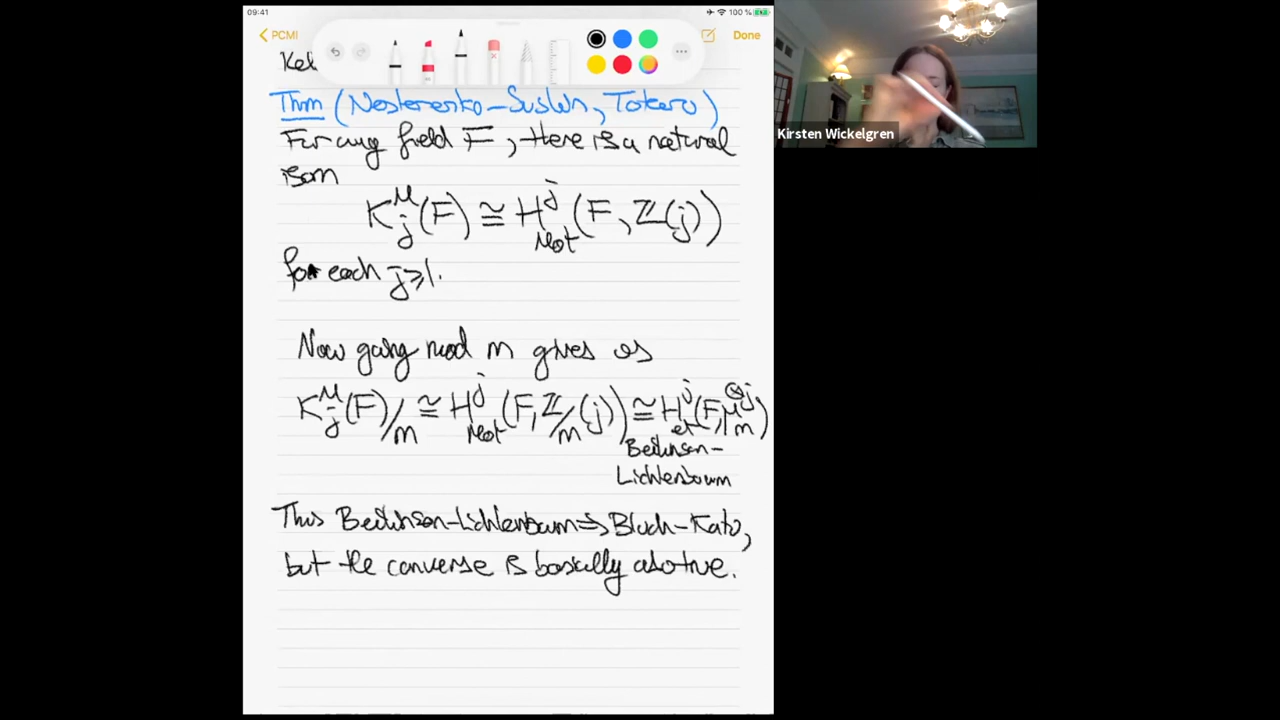 09:41
100 %
PCMI
Done
Thm (Nesterenko-Suslin, Totaro)
For any field F, there is a natural
isom
K^M_j(F) ≅ H^j_Mot(F, ℤ(j))
for each j≥1.
Now going mod m gives us
K^M_j(F)/m ≅ H^j_Mot(F, ℤ/m(j)) ≅ H^j_et(F, μ_m^⊗j)
Beilinson-
Lichtenbaum
Thus Beilinson-Lichtenbaum ⇒ Bloch-Kato,
but the converse is basically also true.
Kirsten Wickelgren